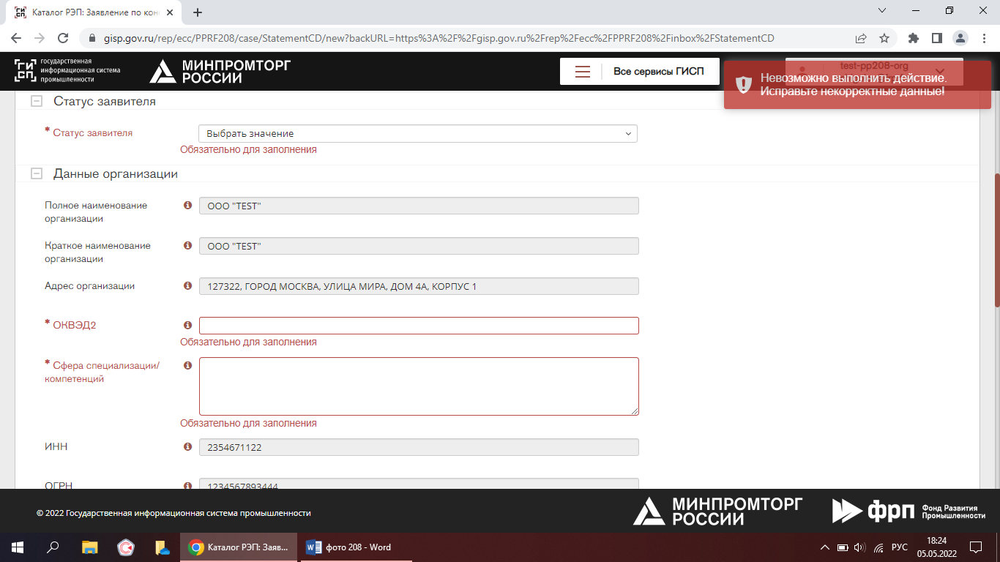 Каталог РЭП: Заявление по кон
gisp.gov.ru/rep/ecc/PPRF208/case/StatementCD/new?backURL=https%3A%2F%2Fgisp.gov.ru%2Frep%2Fecc%2FPPRF208%2Finbox%2FStatementCD
ГИСП
государственная
информационная система
промышленности
МИНПРОМТОРГ
РОССИИ
Все сервисы ГИСП
test-pp208-org
Невозможно выполнить действие.
Исправьте некорректные данные!
Статус заявителя
* Статус заявителя
Выбрать значение
Обязательно для заполнения
Данные организации
Полное наименование
организации
ООО "TEST"
Краткое наименование
организации
ООО "TEST"
Адрес организации
127322, ГОРОД МОСКВА, УЛИЦА МИРА, ДОМ 4А, КОРПУС 1
* ОКВЭД2
Обязательно для заполнения
* Сфера специализации/
компетенций
Обязательно для заполнения
ИНН
2354671122
ОГРН
1234567893444
© 2022 Государственная информационная система промышленности
МИНПРОМТОРГ
РОССИИ
фрп
Фонд Развития
Промышленности
Каталог РЭП: Заяв...
фото 208 - Word
РУС
18:24
05.05.2022